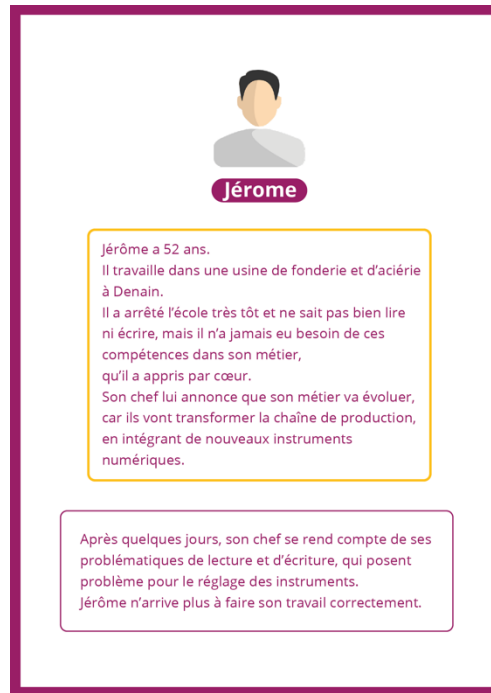 Jérome
Jérôme a 52 ans.
Il travaille dans une usine de fonderie et d'aciérie
à Denain.
Il a arrêté l'école très tôt et ne sait pas bien lire
ni écrire, mais il n'a jamais eu besoin de ces
compétences dans son métier,
qu'il a appris par cœur.
Son chef lui annonce que son métier va évoluer,
car ils vont transformer la chaîne de production,
en intégrant de nouveaux instruments
numériques.
Après quelques jours, son chef se rend compte de ses
problématiques de lecture et d'écriture, qui posent
problème pour le réglage des instruments.
Jérôme n'arrive plus à faire son travail correctement.